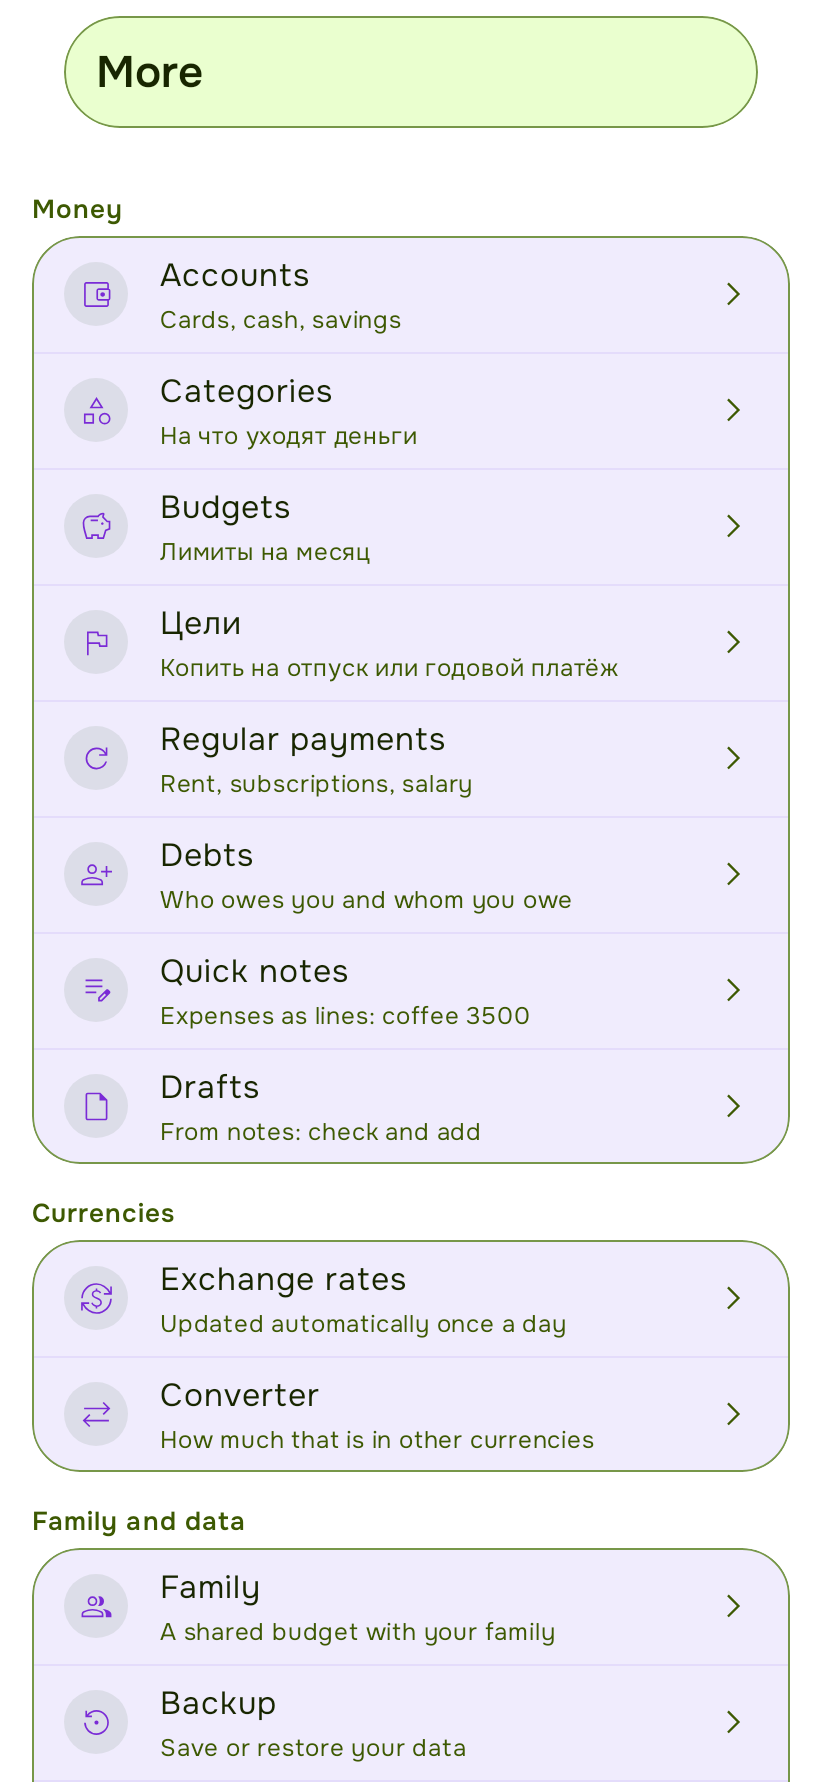 More
Money
Accounts
Cards, cash, savings
Categories
На что уходят деньги
Budgets
Лимиты на месяц
Цели
Копить на отпуск или годовой платёж
Regular payments
Rent, subscriptions, salary
Debts
Who owes you and whom you owe
Quick notes
Expenses as lines: coffee 3500
Drafts
From notes: check and add
Currencies
Exchange rates
Updated automatically once a day
Converter
How much that is in other currencies
Family and data
Family
A shared budget with your family
Backup
Save or restore your data